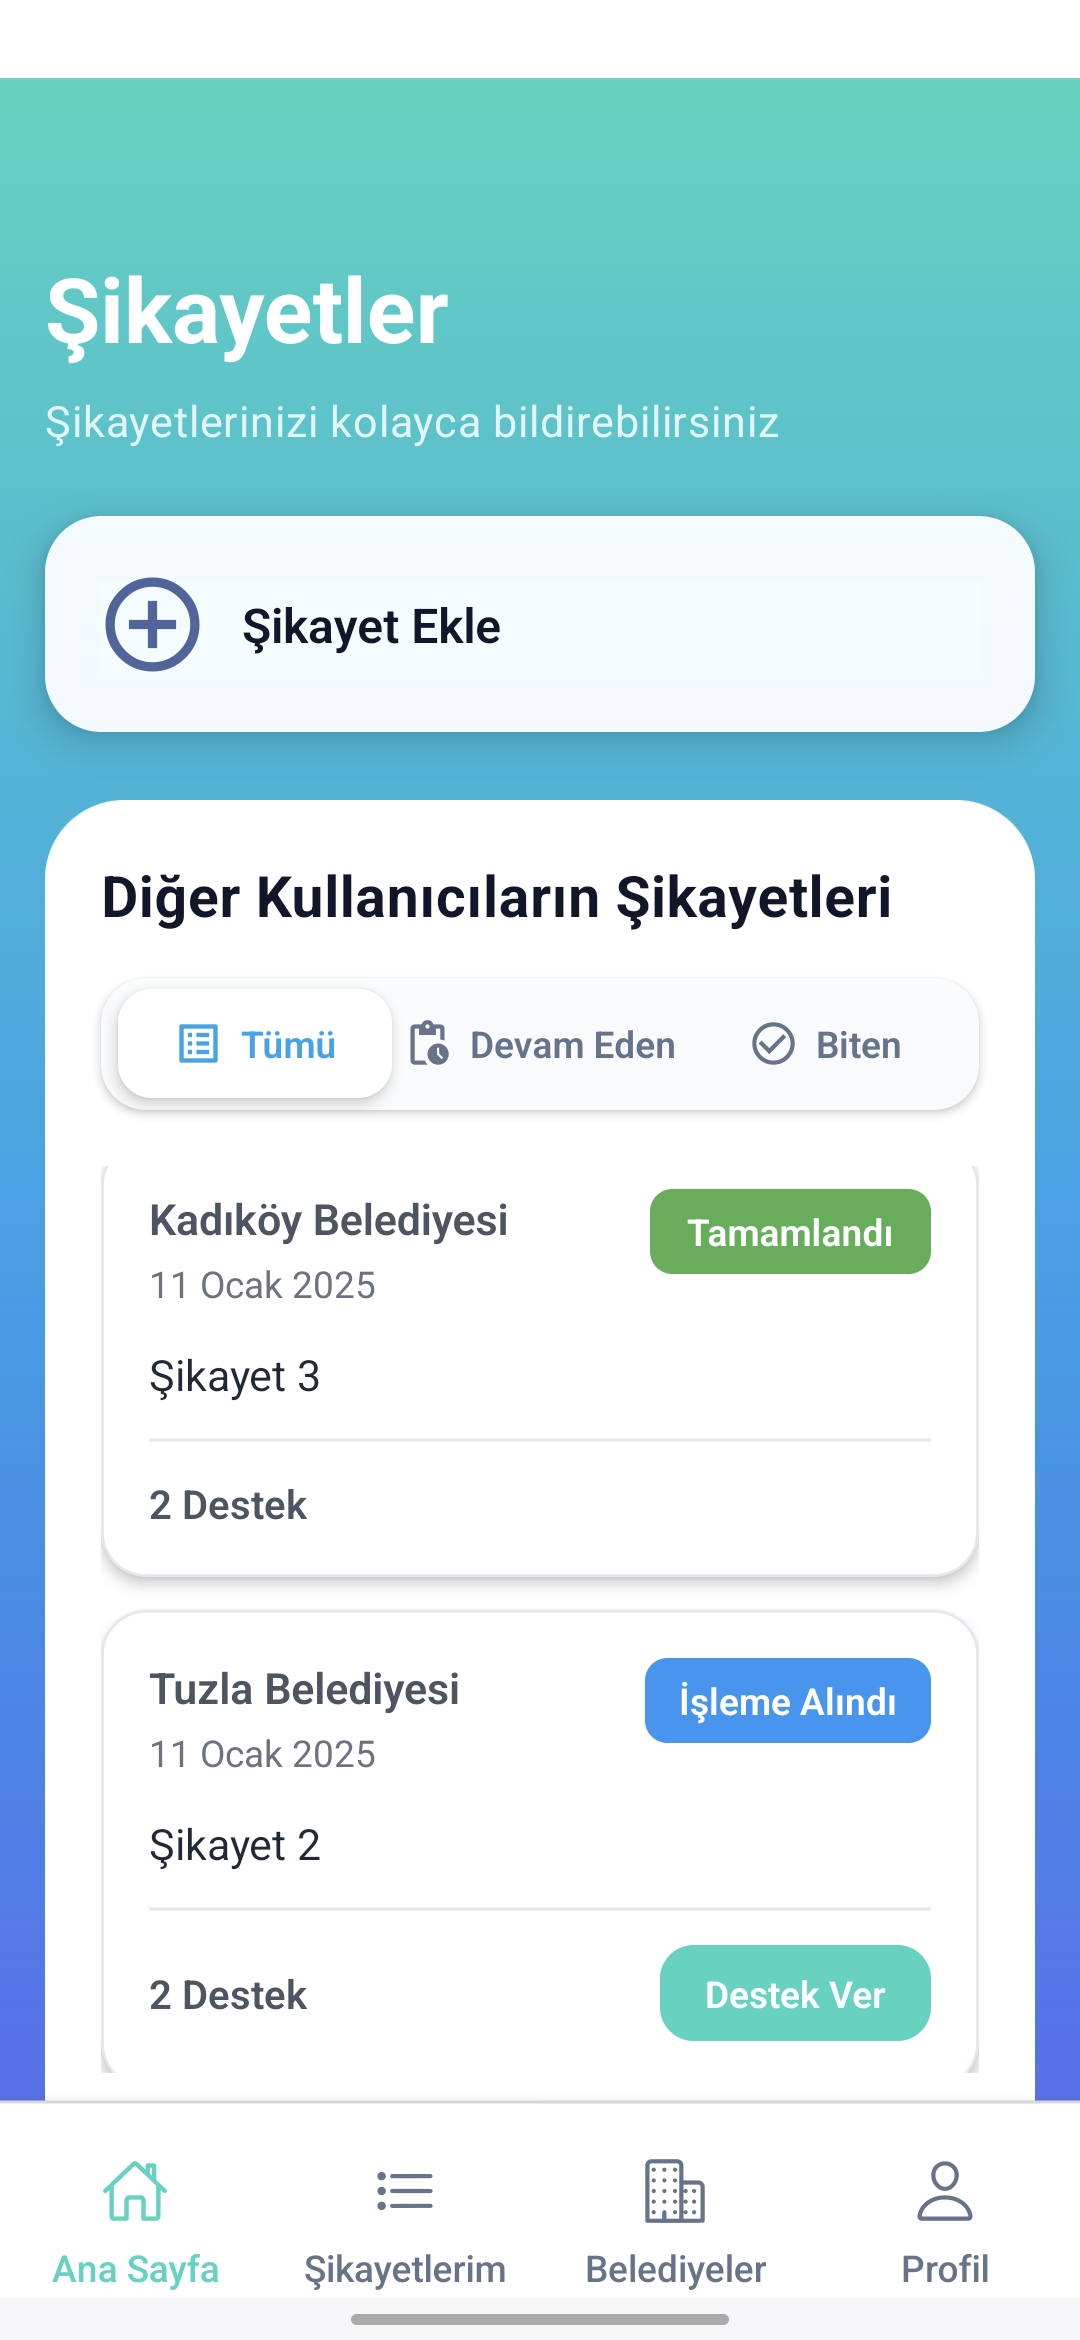 Şikayetler
Şikayetlerinizi kolayca bildirebilirsiniz
Şikayet Ekle
Diğer Kullanıcıların Şikayetleri
Tümü Devam Eden Biten
Kadıköy Belediyesi Tamamlandı
11 Ocak 2025
Şikayet 3
2 Destek
Tuzla Belediyesi İşleme Alındı
11 Ocak 2025
Şikayet 2
2 Destek Destek Ver
Ana Sayfa Şikayetlerim Belediyeler Profil